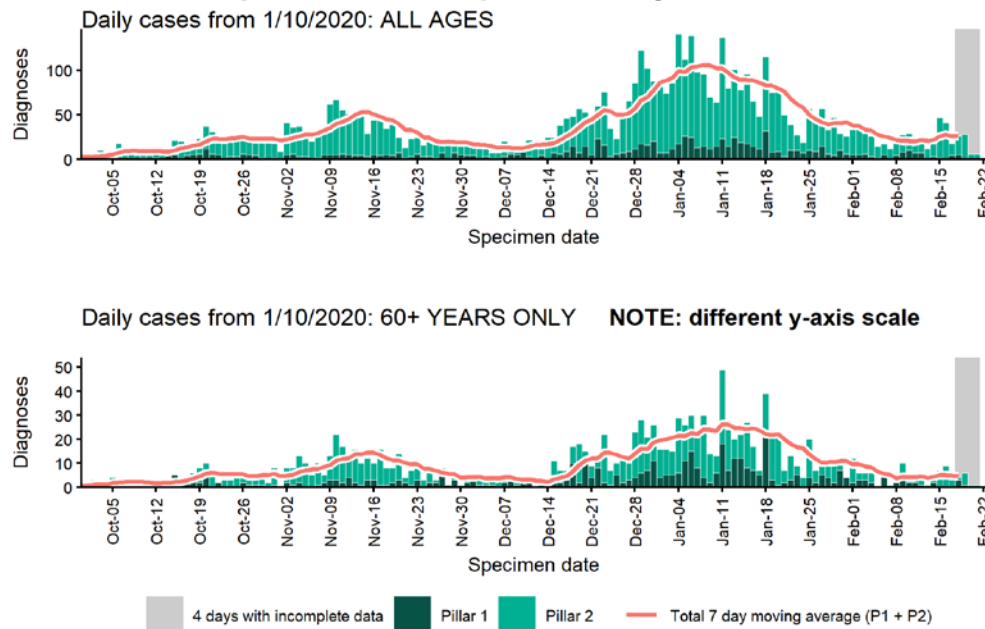 Daily cases from 1/10/2020: ALL AGES
Diagnoses
100
50
0
Oct-05
Oct-12
Oct-19
Oct-26
Nov-02
Nov-09
Nov-16
Nov-23
Nov-30
Dec-07
Dec-14
Dec-21
Dec-28
Jan-04
Jan-11
Jan-18
Jan-25
Feb-01
Feb-08
Feb-15
Feb-22
Specimen date
Daily cases from 1/10/2020: 60+ YEARS ONLY NOTE: different y-axis scale
Diagnoses
50
40
30
20
10
0
Oct-05
Oct-12
Oct-19
Oct-26
Nov-02
Nov-09
Nov-16
Nov-23
Nov-30
Dec-07
Dec-14
Dec-21
Dec-28
Jan-04
Jan-11
Jan-18
Jan-25
Feb-01
Feb-08
Feb-15
Feb-22
Specimen date
4 days with incomplete data Pillar 1 Pillar 2 Total 7 day moving average (P1 + P2)